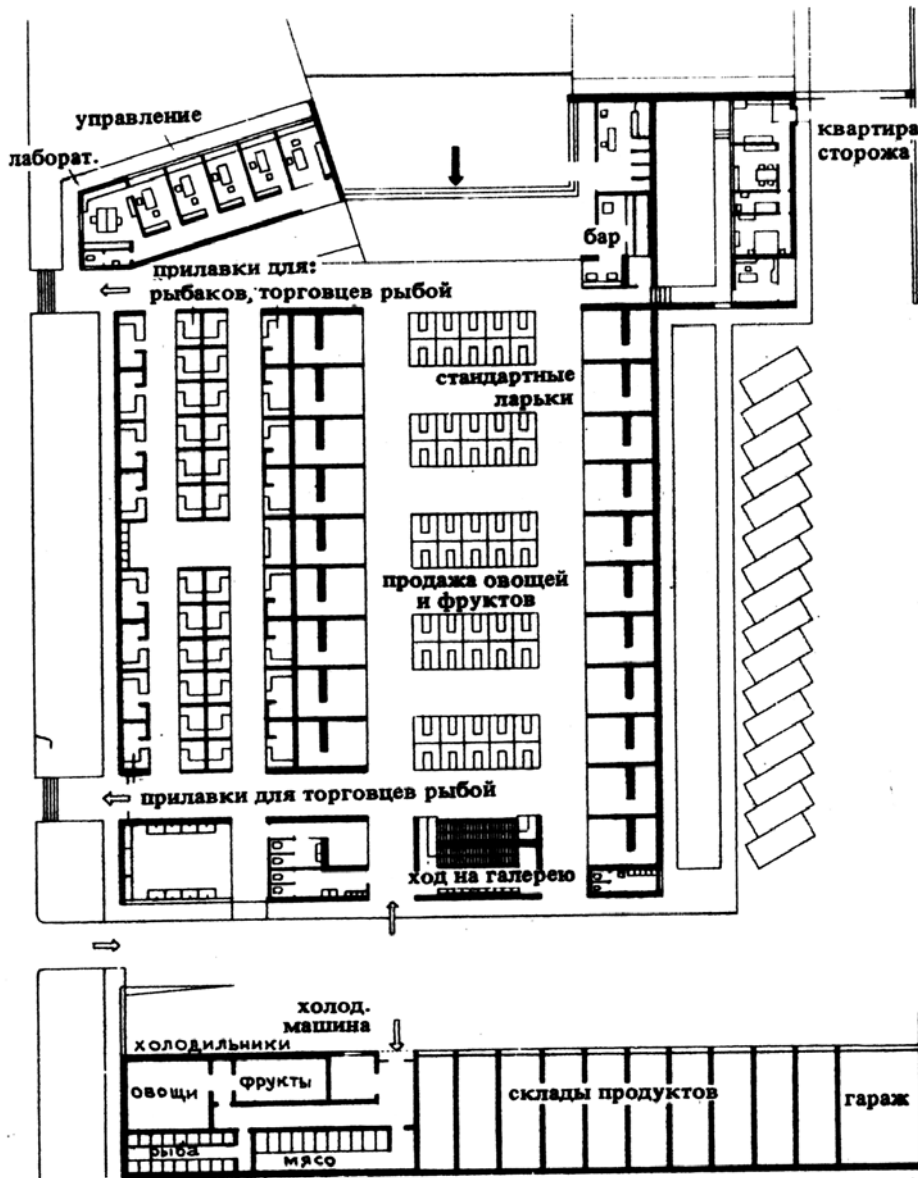 управление
лаборат.
квартира
сторожа
бар
прилавки для:
рыбаков, торговцев рыбой
стандартные
ларьки
продажа овощей
и фруктов
прилавки для торговцев рыбой
ход на галерею
холод.
машина
холодильники
овощи
фрукты
рыба
мясо
склады продуктов
гараж